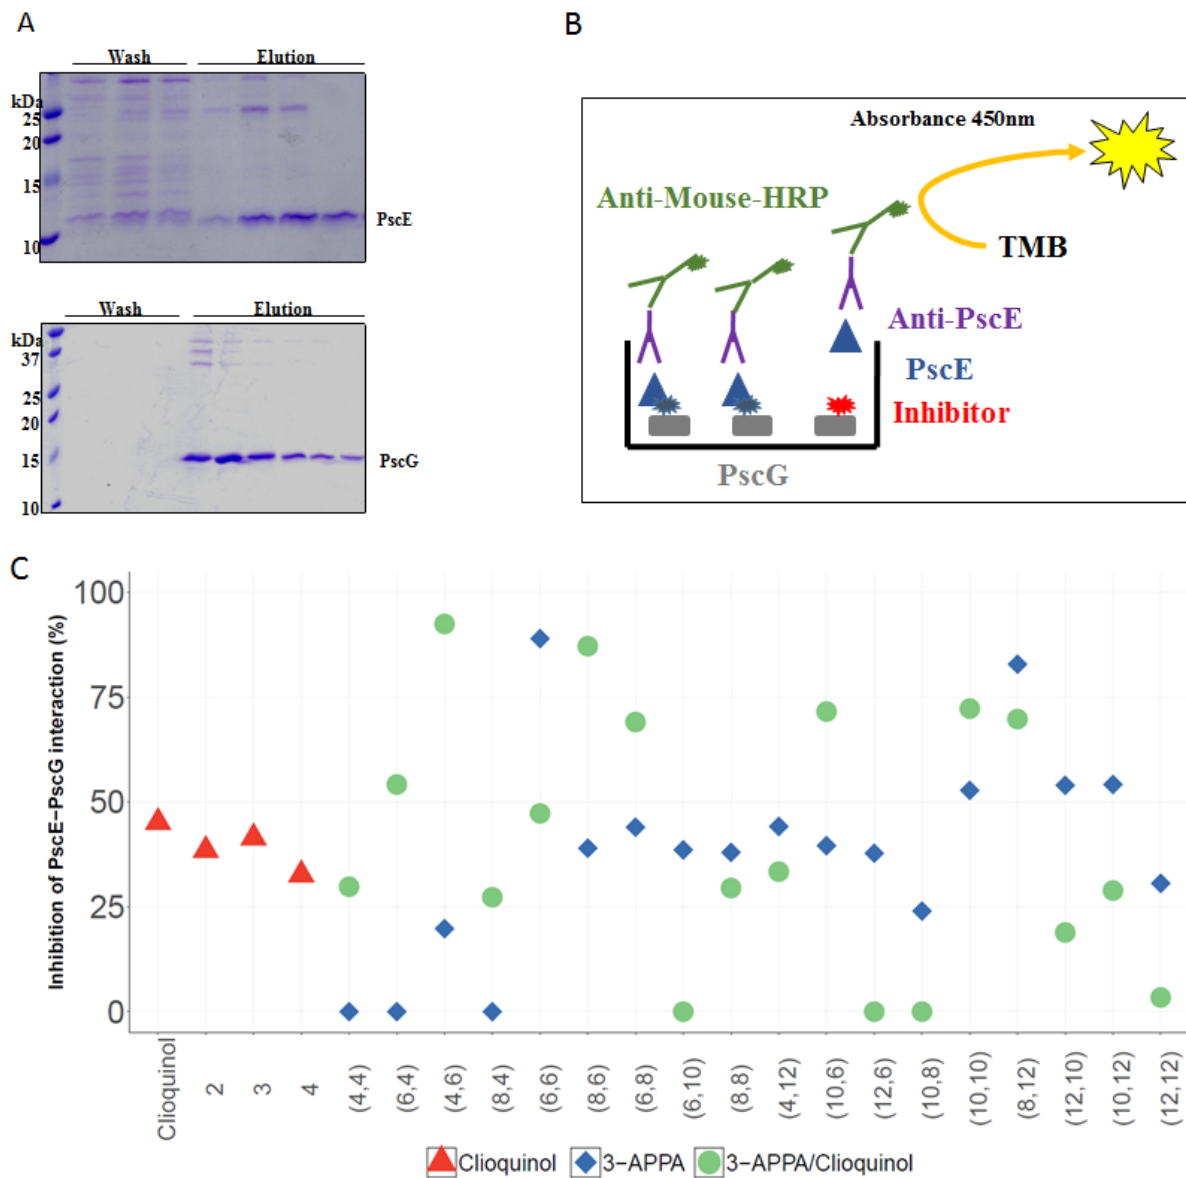 A
Wash Elution
kDa
25
20
15
10
PscE
Wash Elution
kDa
37
25
20
15
10
PscG
B
Absorbance 450nm
Anti-Mouse-HRP
TMB
Anti-PscE
PscE
Inhibitor
PscG
C
Inhibition of PscE–PscG interaction (%)
100
75
50
25
0
Clioquinol 2 3 4 (4,4) (6,4) (4,6) (8,4) (6,6) (8,6) (6,8) (6,10) (8,8) (4,12) (10,6) (12,6) (10,8) (10,10) (8,12) (12,10) (10,12) (12,12)
Clioquinol 3–APPA 3–APPA/Clioquinol